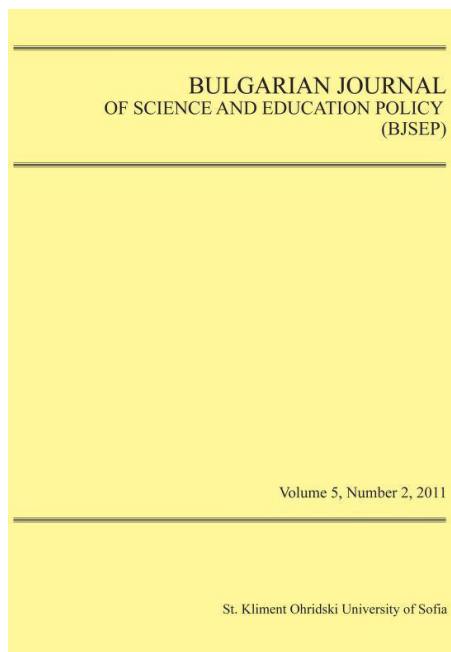 BULGARIAN JOURNAL
OF SCIENCE AND EDUCATION POLICY
(BJSEP)
Volume 5, Number 2, 2011
St. Kliment Ohridski University of Sofia